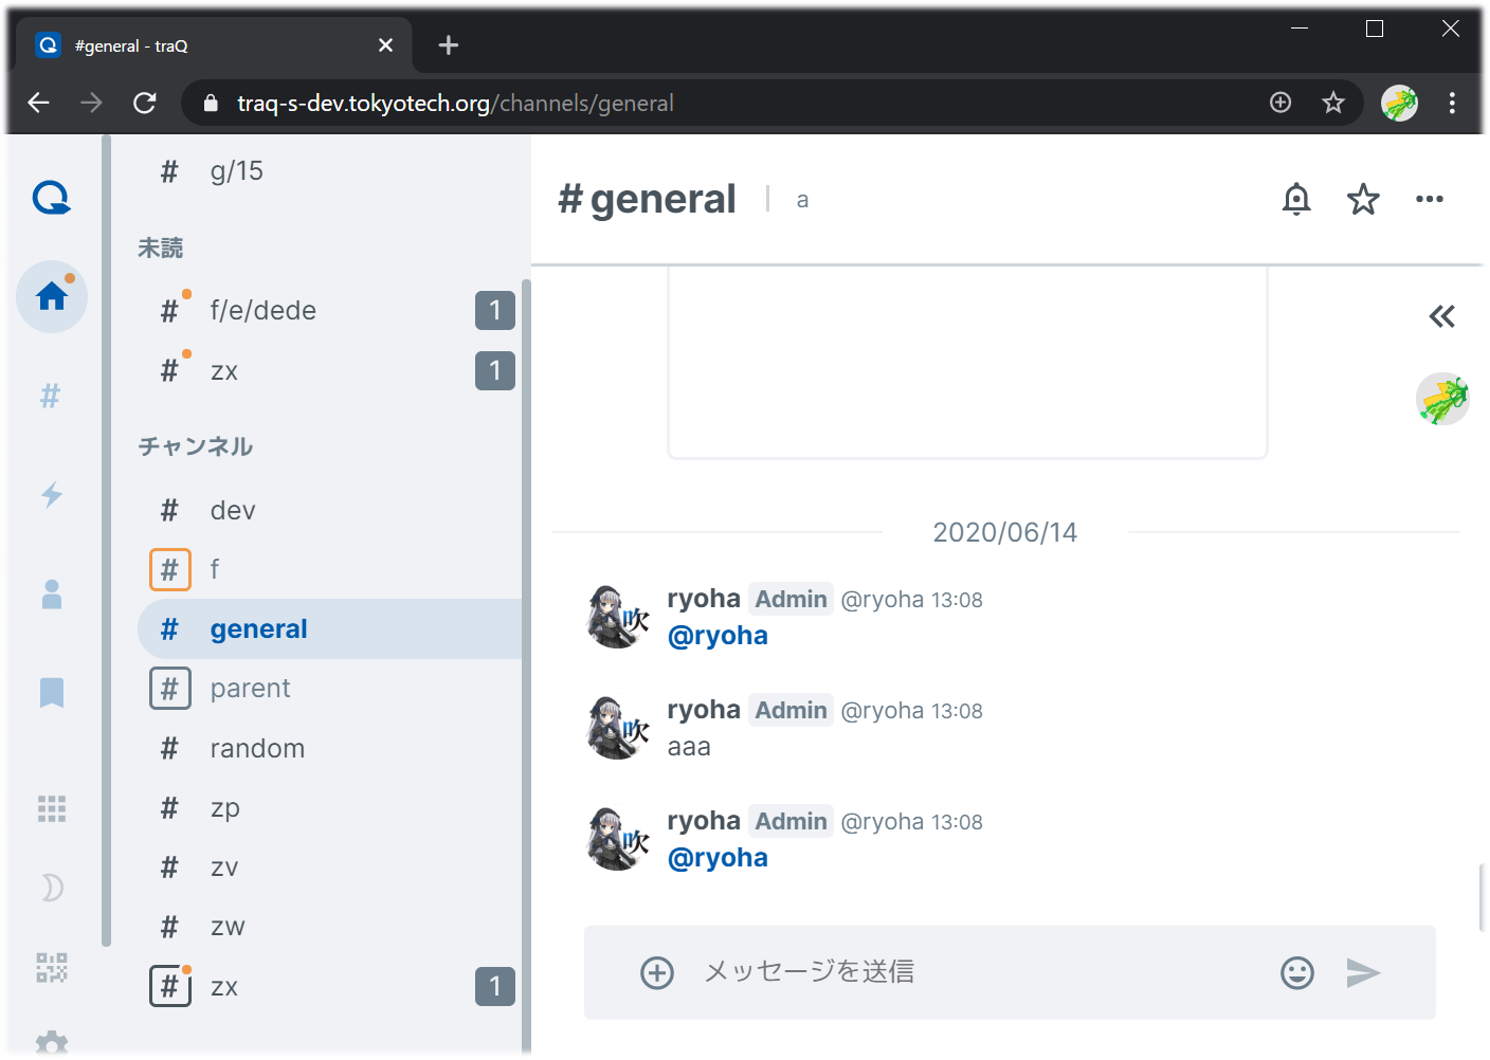 #general - traQ
traq-s-dev.tokyotech.org/channels/general
# g/15
未読
# f/e/dede 1
# zx 1
チャンネル
# dev
# f
# general
# parent
# random
# zp
# zv
# zw
# zx 1
#general a
2020/06/14
ryoha Admin @ryoha 13:08
@ryoha
吹
ryoha Admin @ryoha 13:08
aaa
吹
ryoha Admin @ryoha 13:08
@ryoha
吹
メッセージを送信